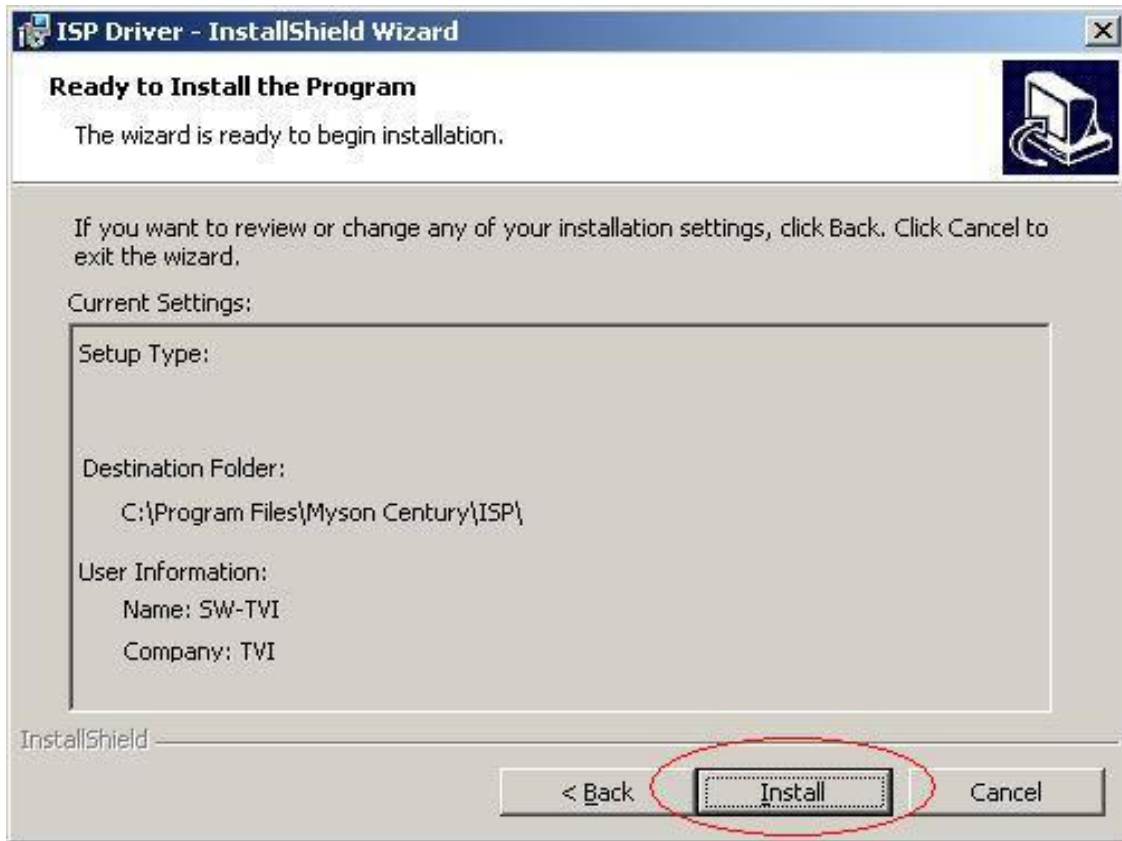 ISP Driver - InstallShield Wizard
Ready to Install the Program
The wizard is ready to begin installation.
If you want to review or change any of your installation settings, click Back. Click Cancel to
exit the wizard.
Current Settings:
Setup Type:
Destination Folder:
C:\Program Files\Myson Century\ISP\
User Information:
Name: SW-TVI
Company: TVI
InstallShield
< Back Install Cancel